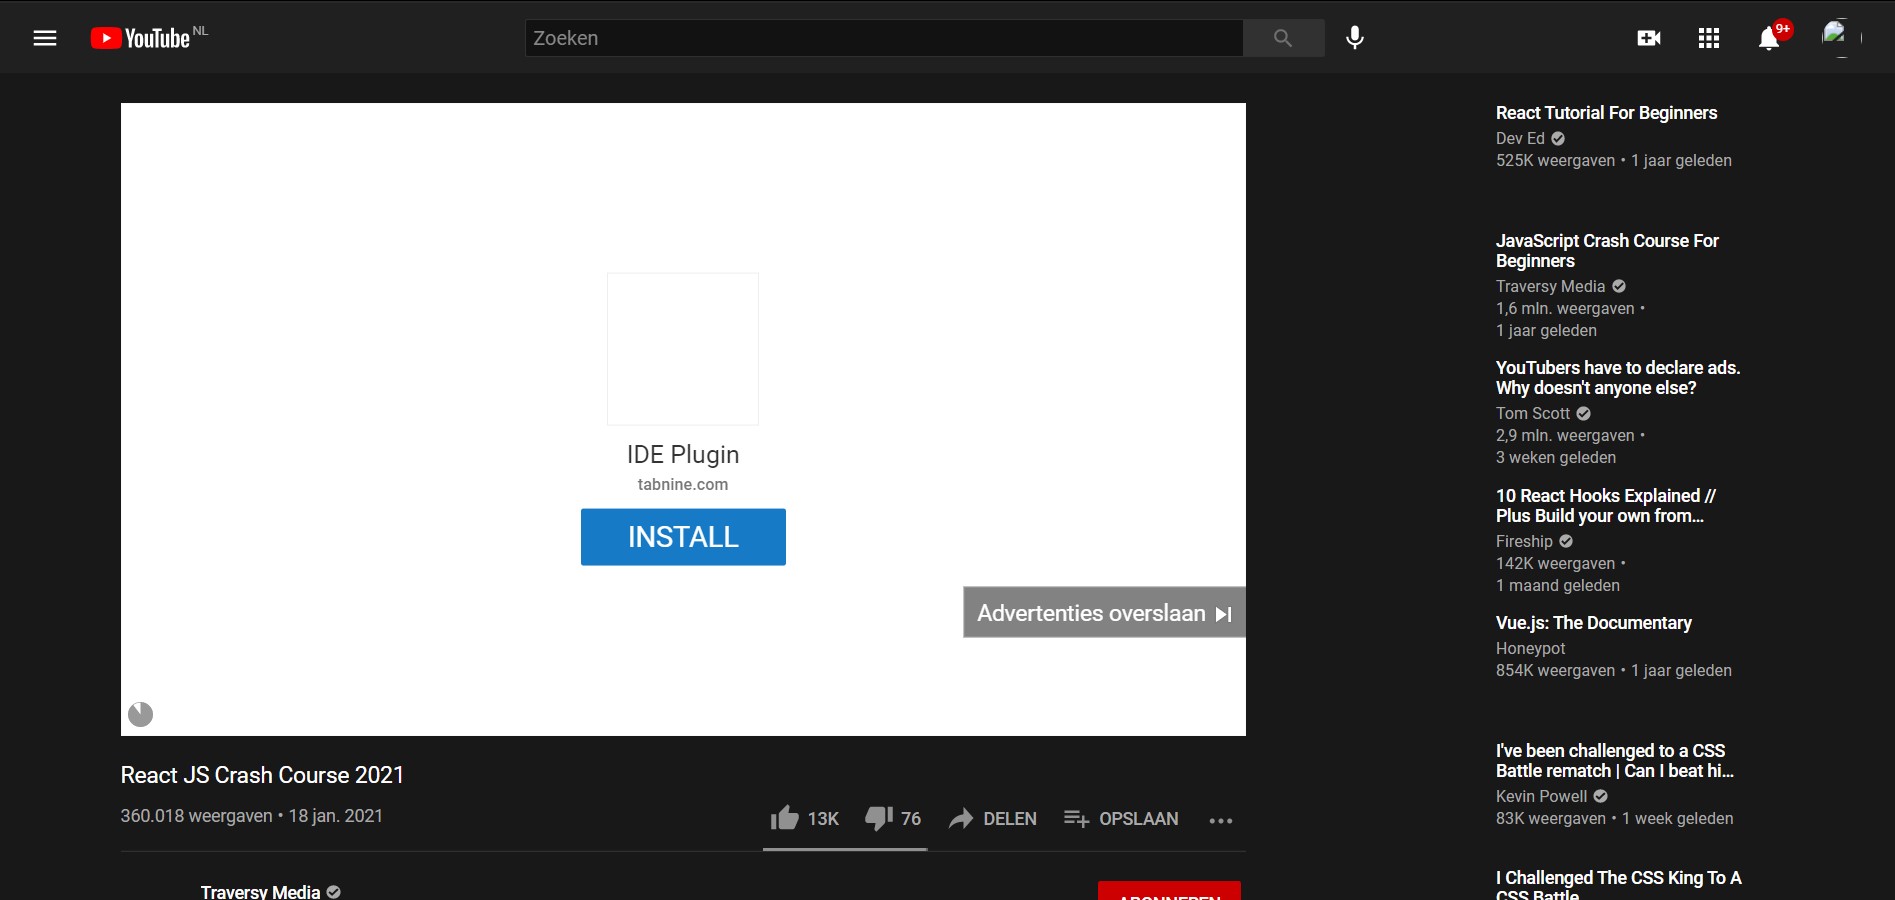 YouTube NL
Zoeken
9+
IDE Plugin
tabnine.com
INSTALL
Advertenties overslaan
React JS Crash Course 2021
360.018 weergaven • 18 jan. 2021
13K 76 DELEN OPSLAAN
Traversy Media
ABONNEREN
React Tutorial For Beginners
Dev Ed
525K weergaven • 1 jaar geleden
JavaScript Crash Course For
Beginners
Traversy Media
1,6 mln. weergaven •
1 jaar geleden
YouTubers have to declare ads.
Why doesn't anyone else?
Tom Scott
2,9 mln. weergaven •
3 weken geleden
10 React Hooks Explained //
Plus Build your own from...
Fireship
142K weergaven •
1 maand geleden
Vue.js: The Documentary
Honeypot
854K weergaven • 1 jaar geleden
I've been challenged to a CSS
Battle rematch | Can I beat hi...
Kevin Powell
83K weergaven • 1 week geleden
I Challenged The CSS King To A
CSS Battle